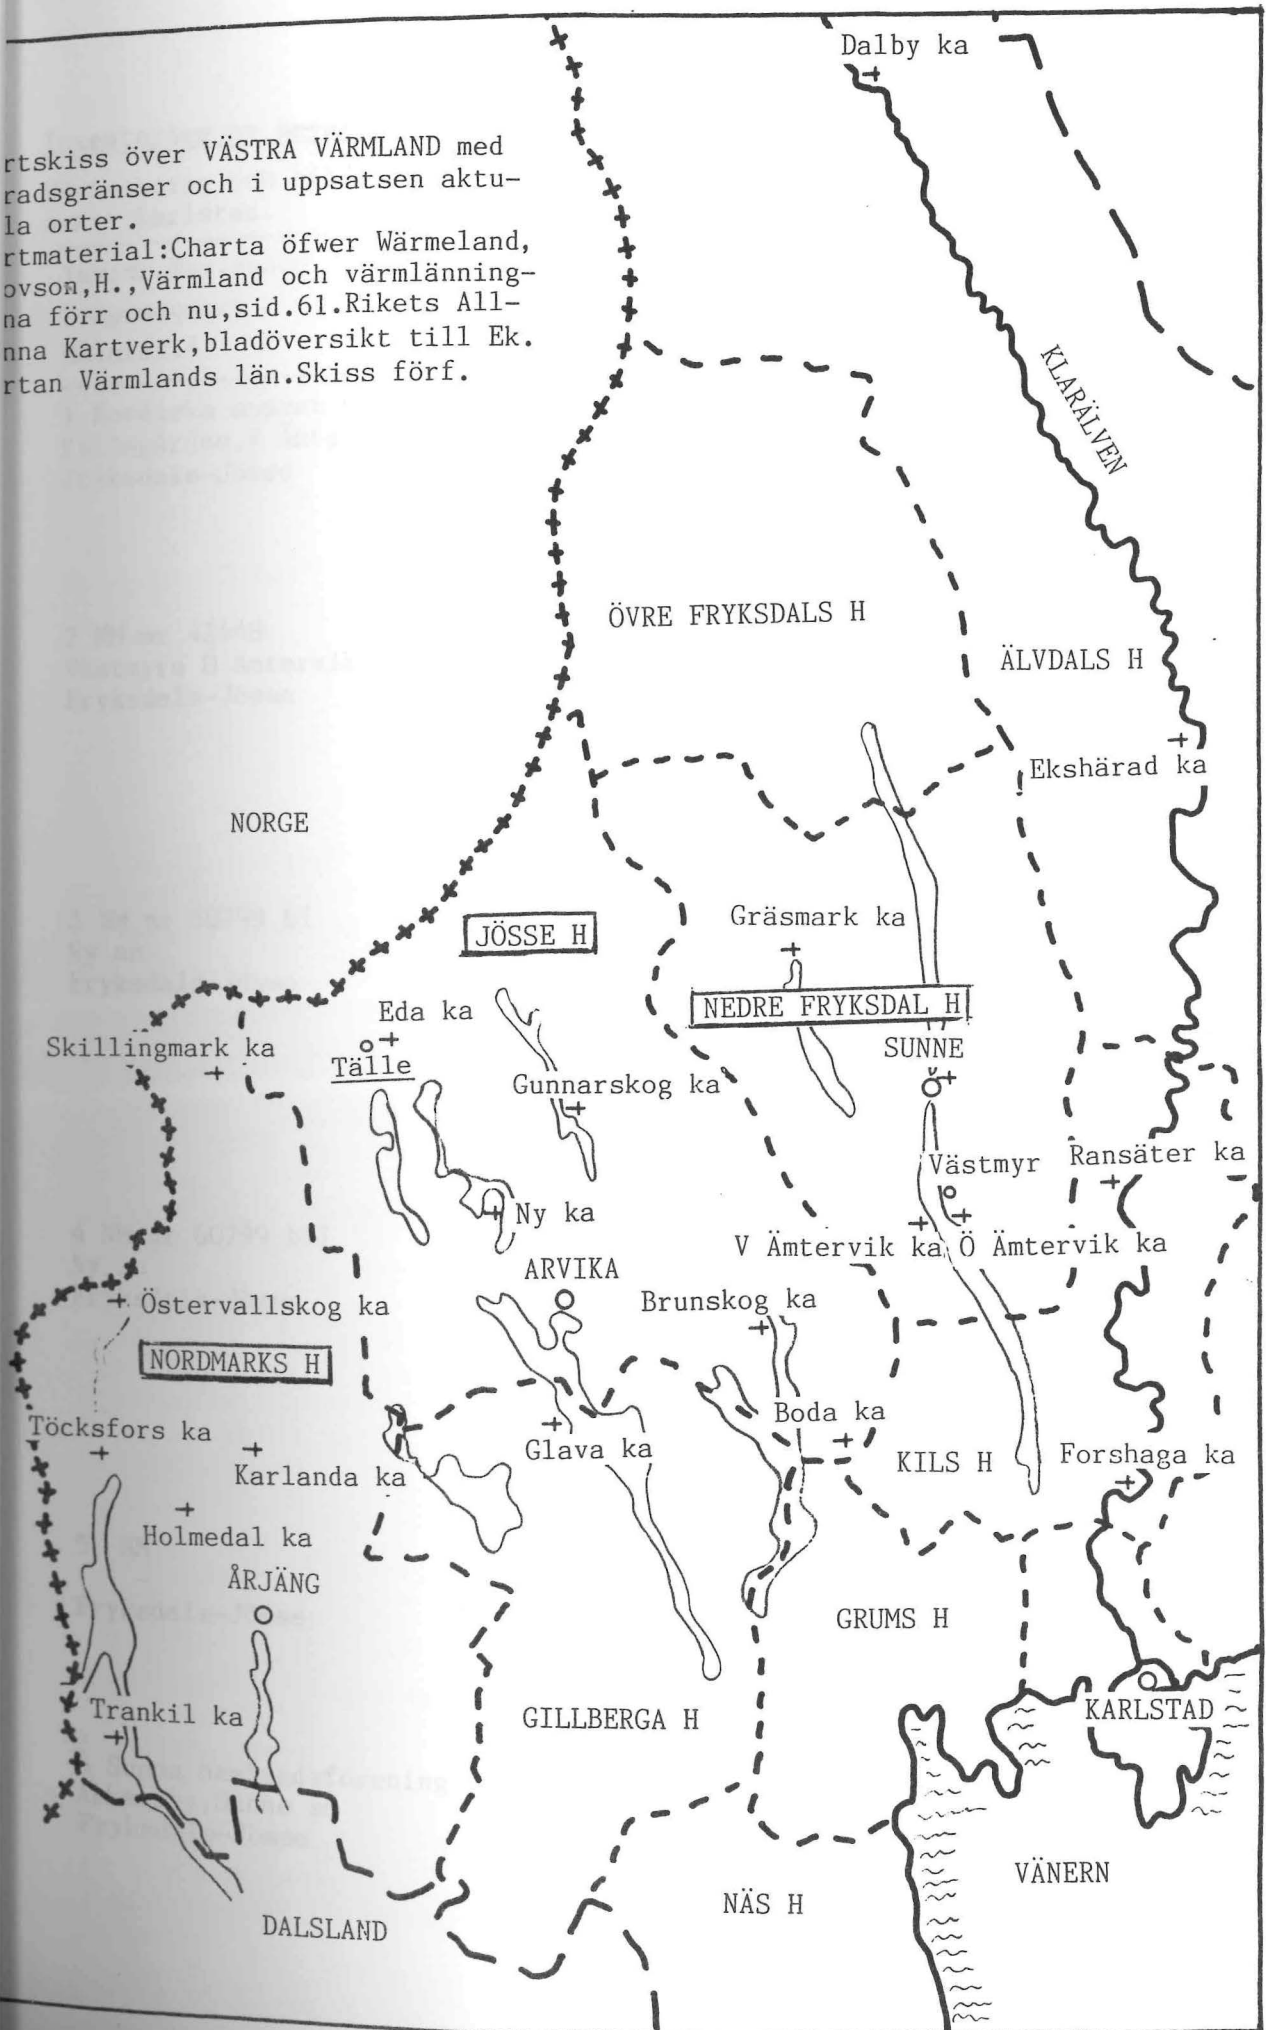 Dalby ka
rtskiss över VÄSTRA VÄRMLAND med
radsgränser och i uppsatsen aktu-
la orter.
rtmaterial:Charta öfwer Wärmeland,
ovson,H.,Värmland och värmlänning-
na förr och nu,sid.61.Rikets All-
nna Kartverk,bladöversikt till Ek.
rtan Värmlands län.Skiss förf.
KLARÄLVEN
ÖVRE FRYKSDALS H
ÄLVDALS H
Ekshärad ka
NORGE
Gräsmark ka
JÖSSE H
NEDRE FRYKSDAL H
Eda ka
Skillingmark ka
SUNNE
Tälle
Gunnarskog ka
Västmyr
Ransäter ka
Ny ka
V Ämtervik ka
Ö Ämtervik ka
ARVIKA
Östervallskog ka
Brunskog ka
NORDMARKS H
Boda ka
Töcksfors ka
Glava ka
KILS H
Forshaga ka
Karlanda ka
Holmedal ka
ÅRJÄNG
GRUMS H
Trankil ka
GILLBERGA H
KARLSTAD
VÄNERN
NÄS H
DALSLAND